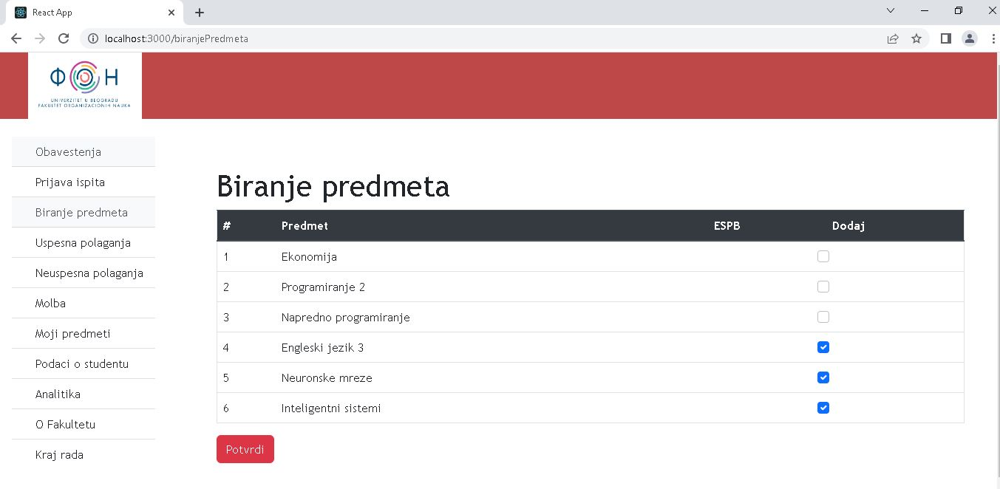 React App
localhost:3000/biranjePredmeta
ФОН
UNIVERZITET U BEOGRADU
FAKULTET ORGANIZACIONIH NAUKA
Obavestenja
Prijava ispita
Biranje predmeta
Uspesna polaganja
Neuspesna polaganja
Molba
Moji predmeti
Podaci o studentu
Analitika
O Fakultetu
Kraj rada
Biranje predmeta
# Predmet ESPB Dodaj
1 Ekonomija
2 Programiranje 2
3 Napredno programiranje
4 Engleski jezik 3
5 Neuronske mreze
6 Inteligentni sistemi
Potvrdi